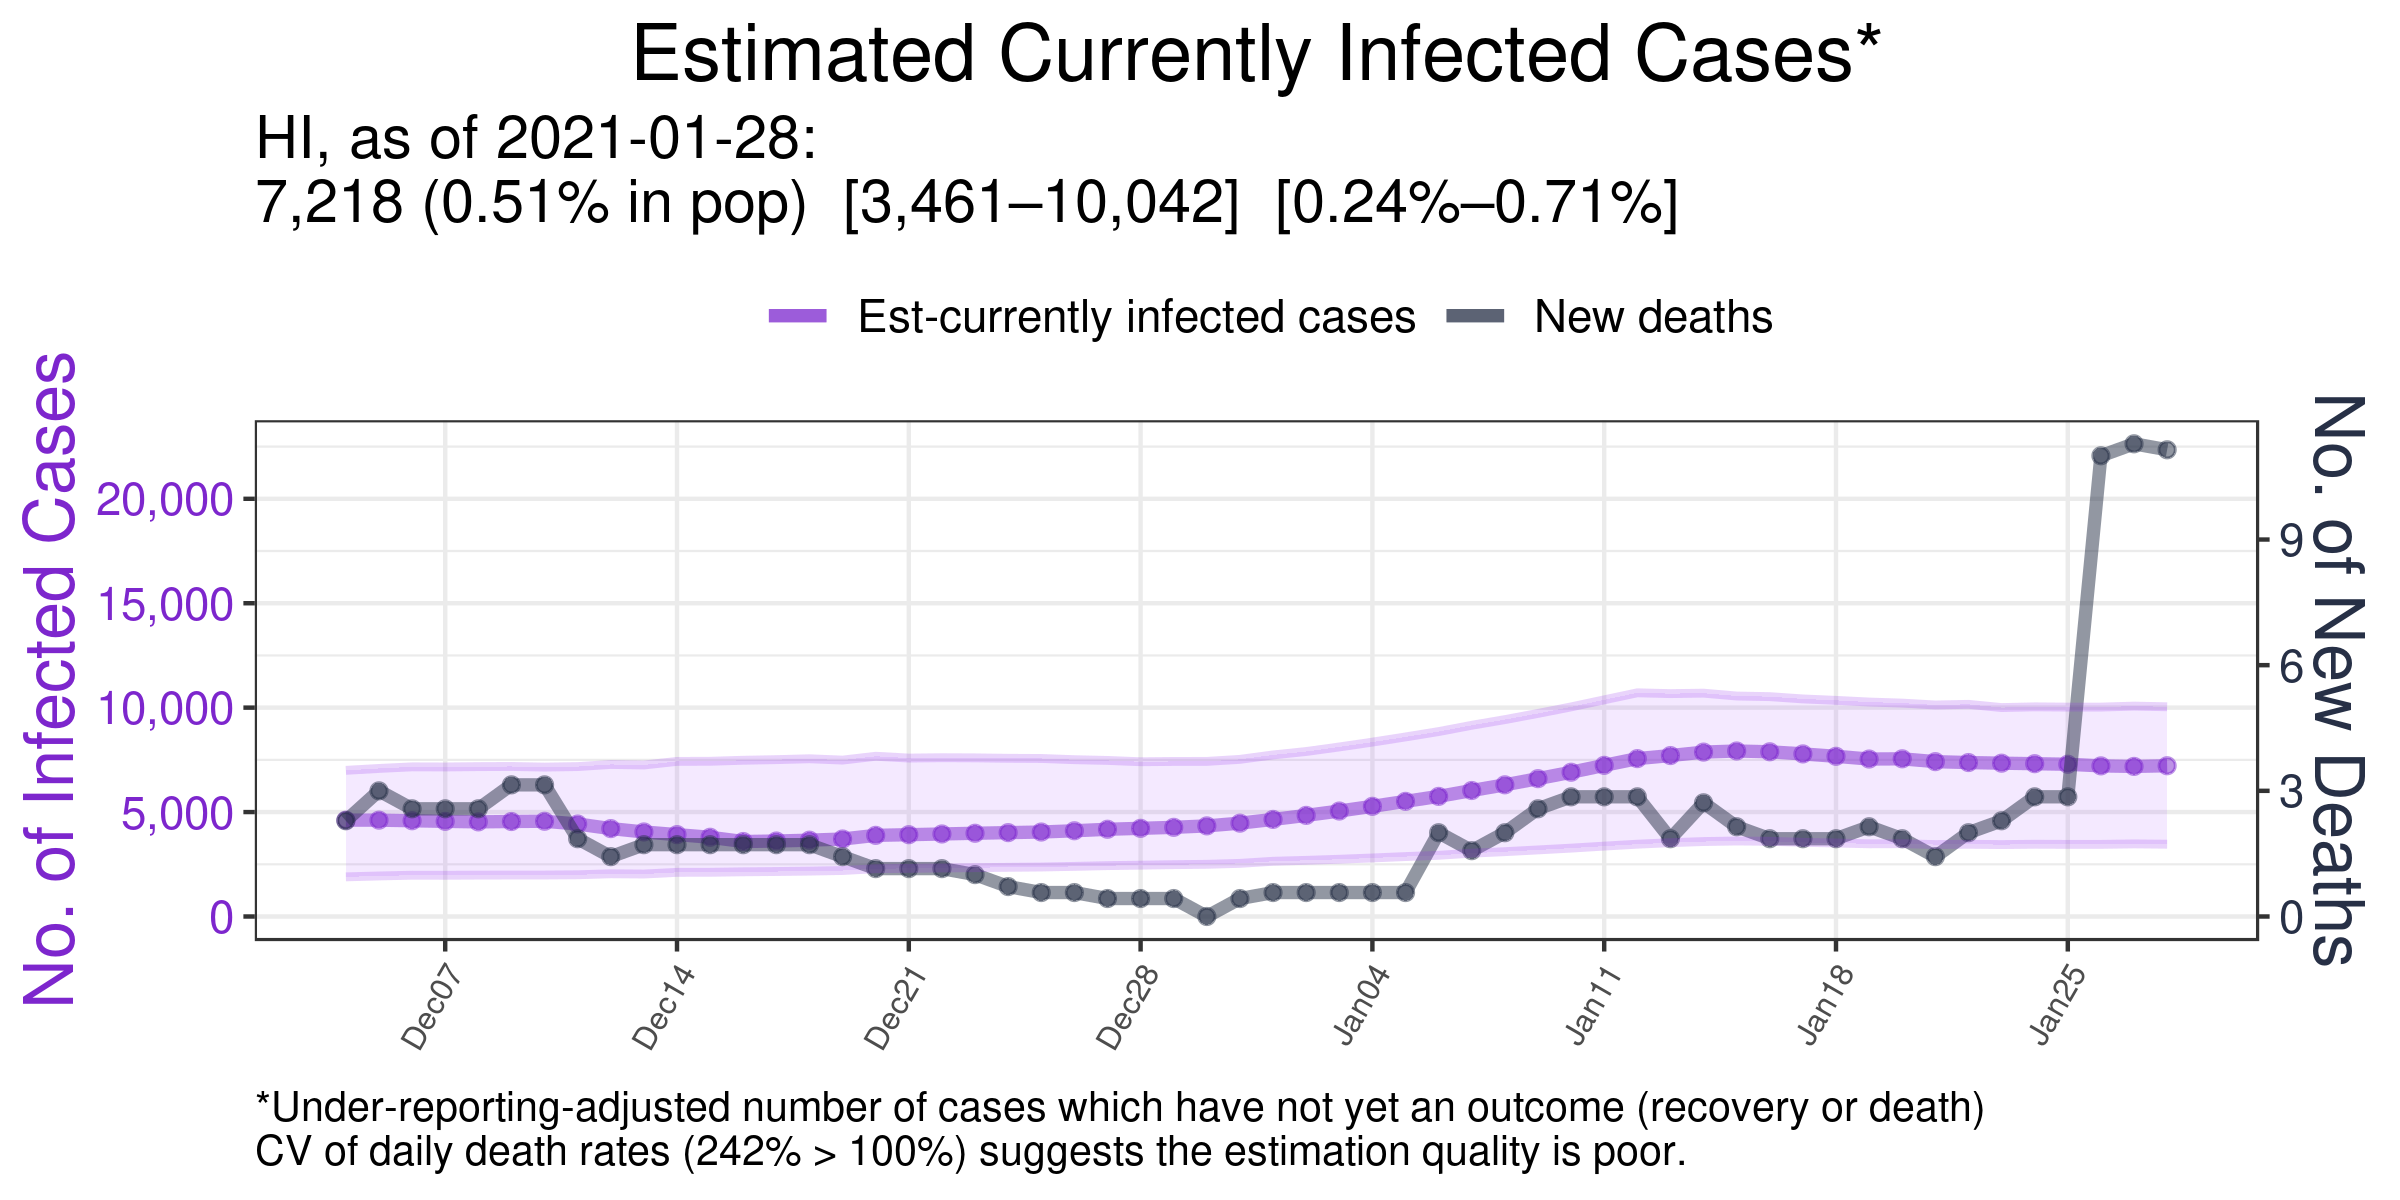 Estimated Currently Infected Cases*
HI, as of 2021-01-28:
7,218 (0.51% in pop)  [3,461–10,042]  [0.24%–0.71%]
Est-currently infected cases
New deaths
No. of Infected Cases
20,000
15,000
10,000
5,000
0
9
6
3
0
No. of New Deaths
Dec07
Dec14
Dec21
Dec28
Jan04
Jan11
Jan18
Jan25
*Under-reporting-adjusted number of cases which have not yet an outcome (recovery or death)
CV of daily death rates (242% > 100%) suggests the estimation quality is poor.